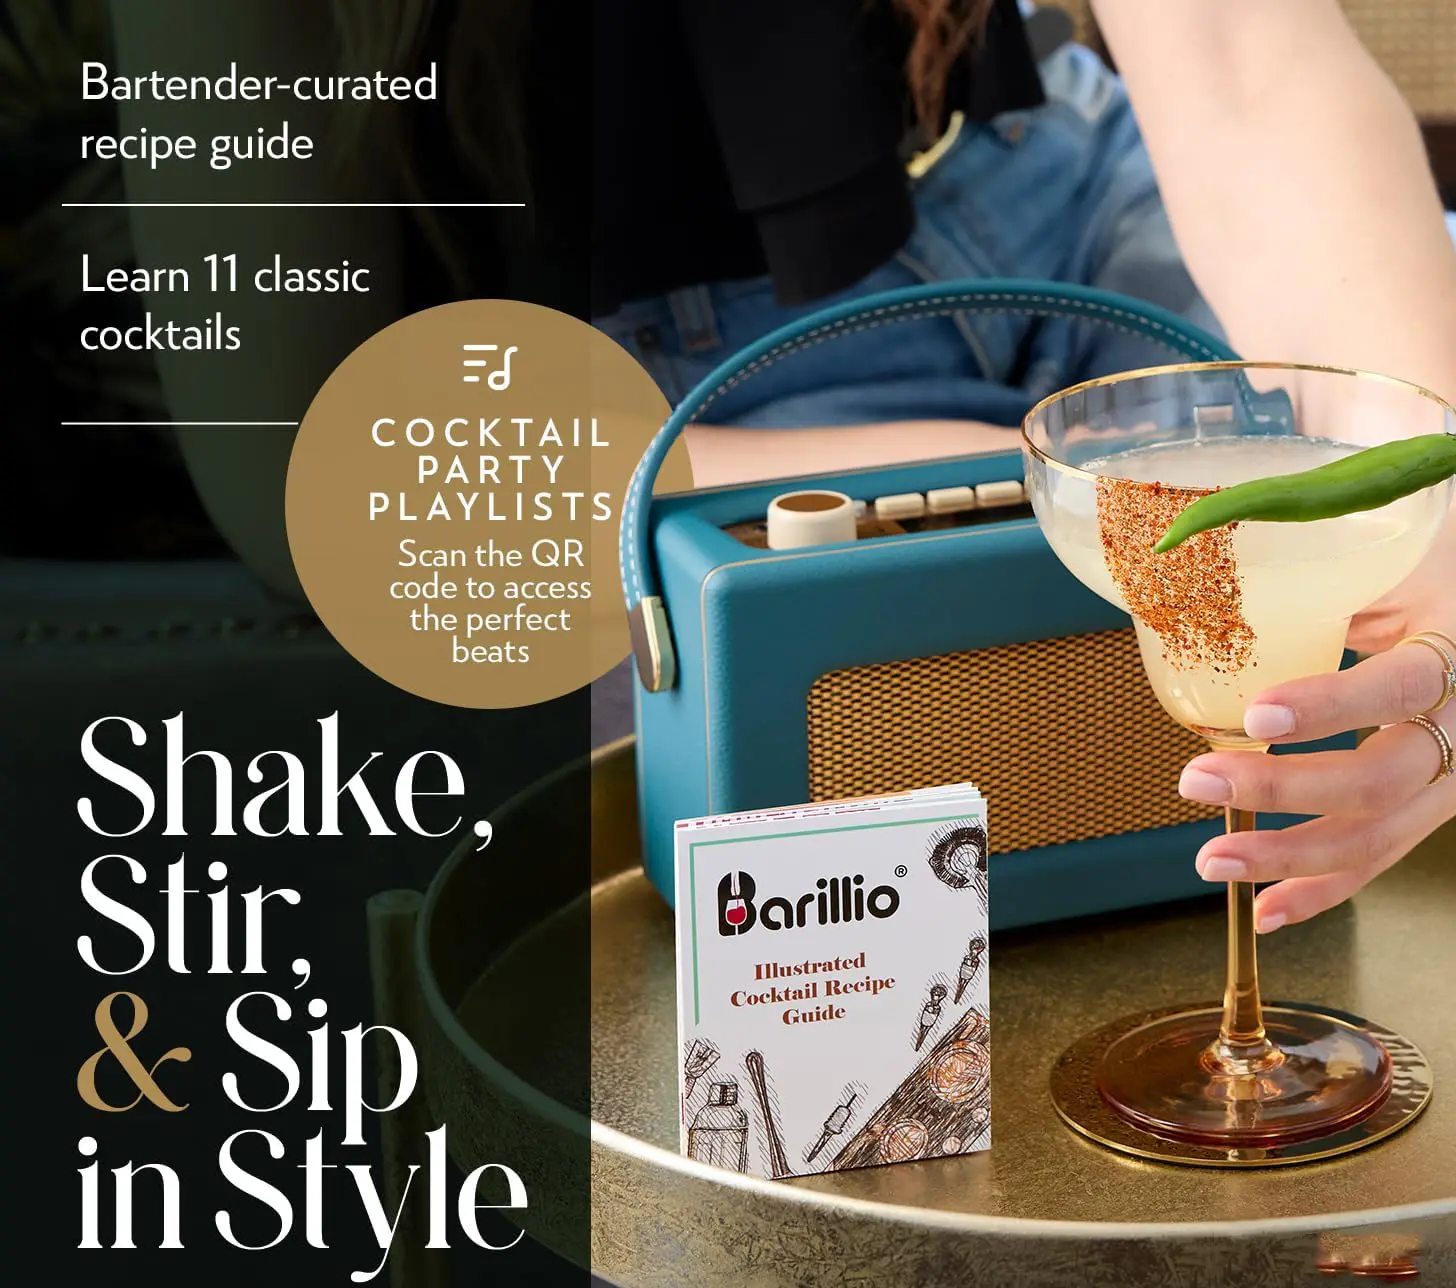 Bartender-curated
recipe guide
Learn 11 classic
cocktails
COCKTAIL
PARTY
PLAYLISTS
Scan the QR
code to access
the perfect
beats
Shake,
Stir,
& Sip
in Style
Barillio®
Illustrated
Cocktail Recipe
Guide